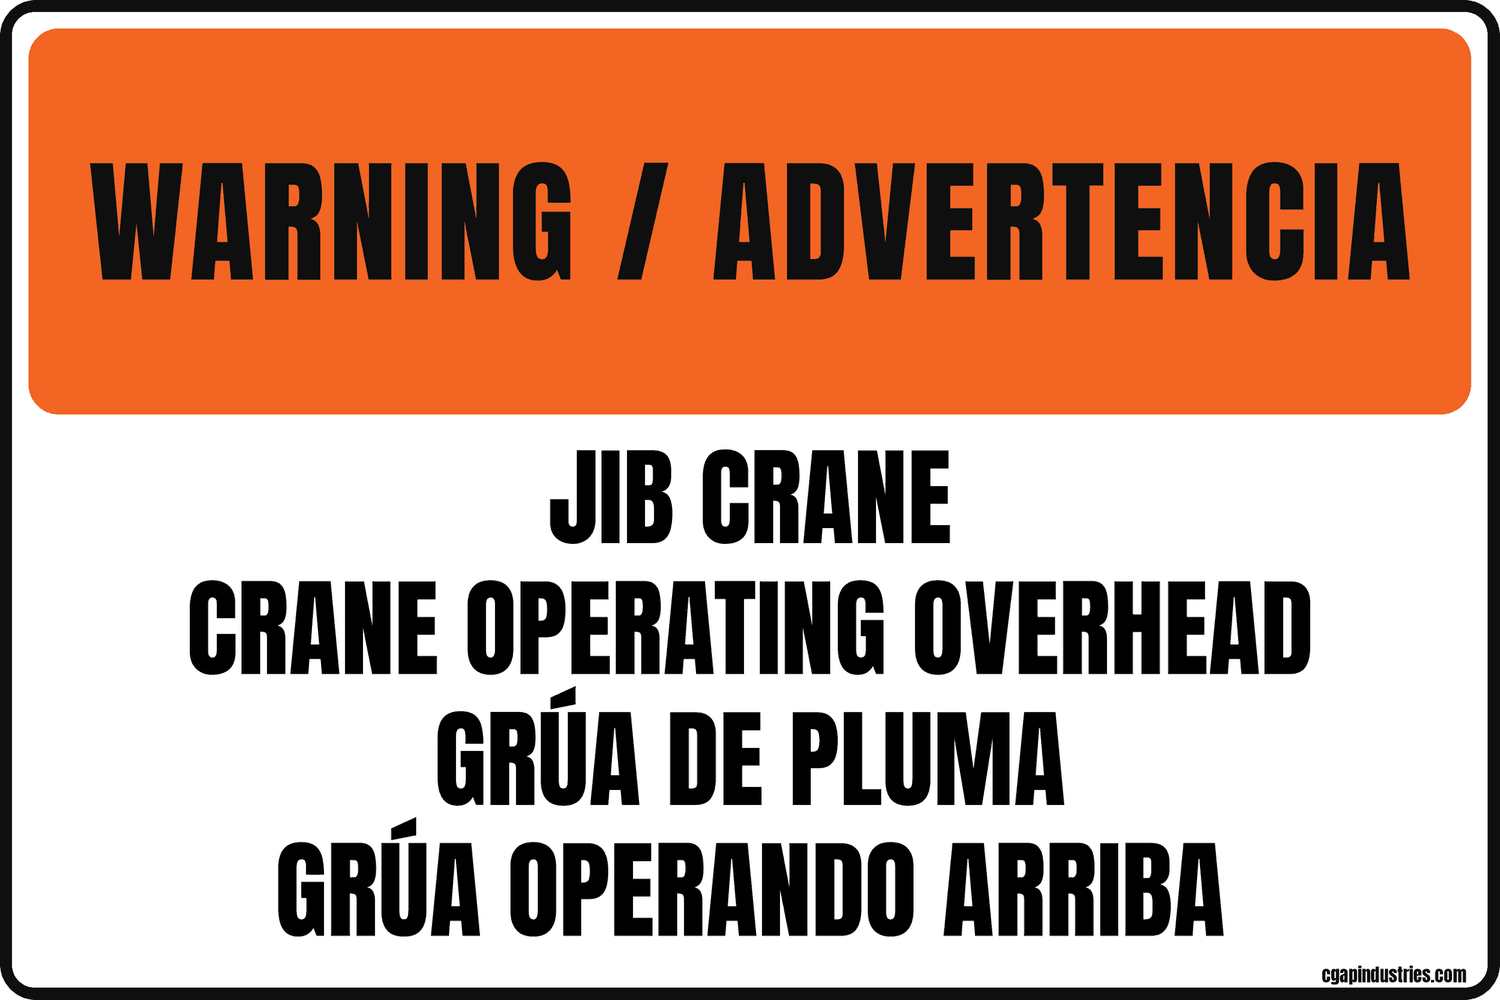 WARNING / ADVERTENCIA
JIB CRANE
CRANE OPERATING OVERHEAD
GRÚA DE PLUMA
GRÚA OPERANDO ARRIBA
cgapindustries.com